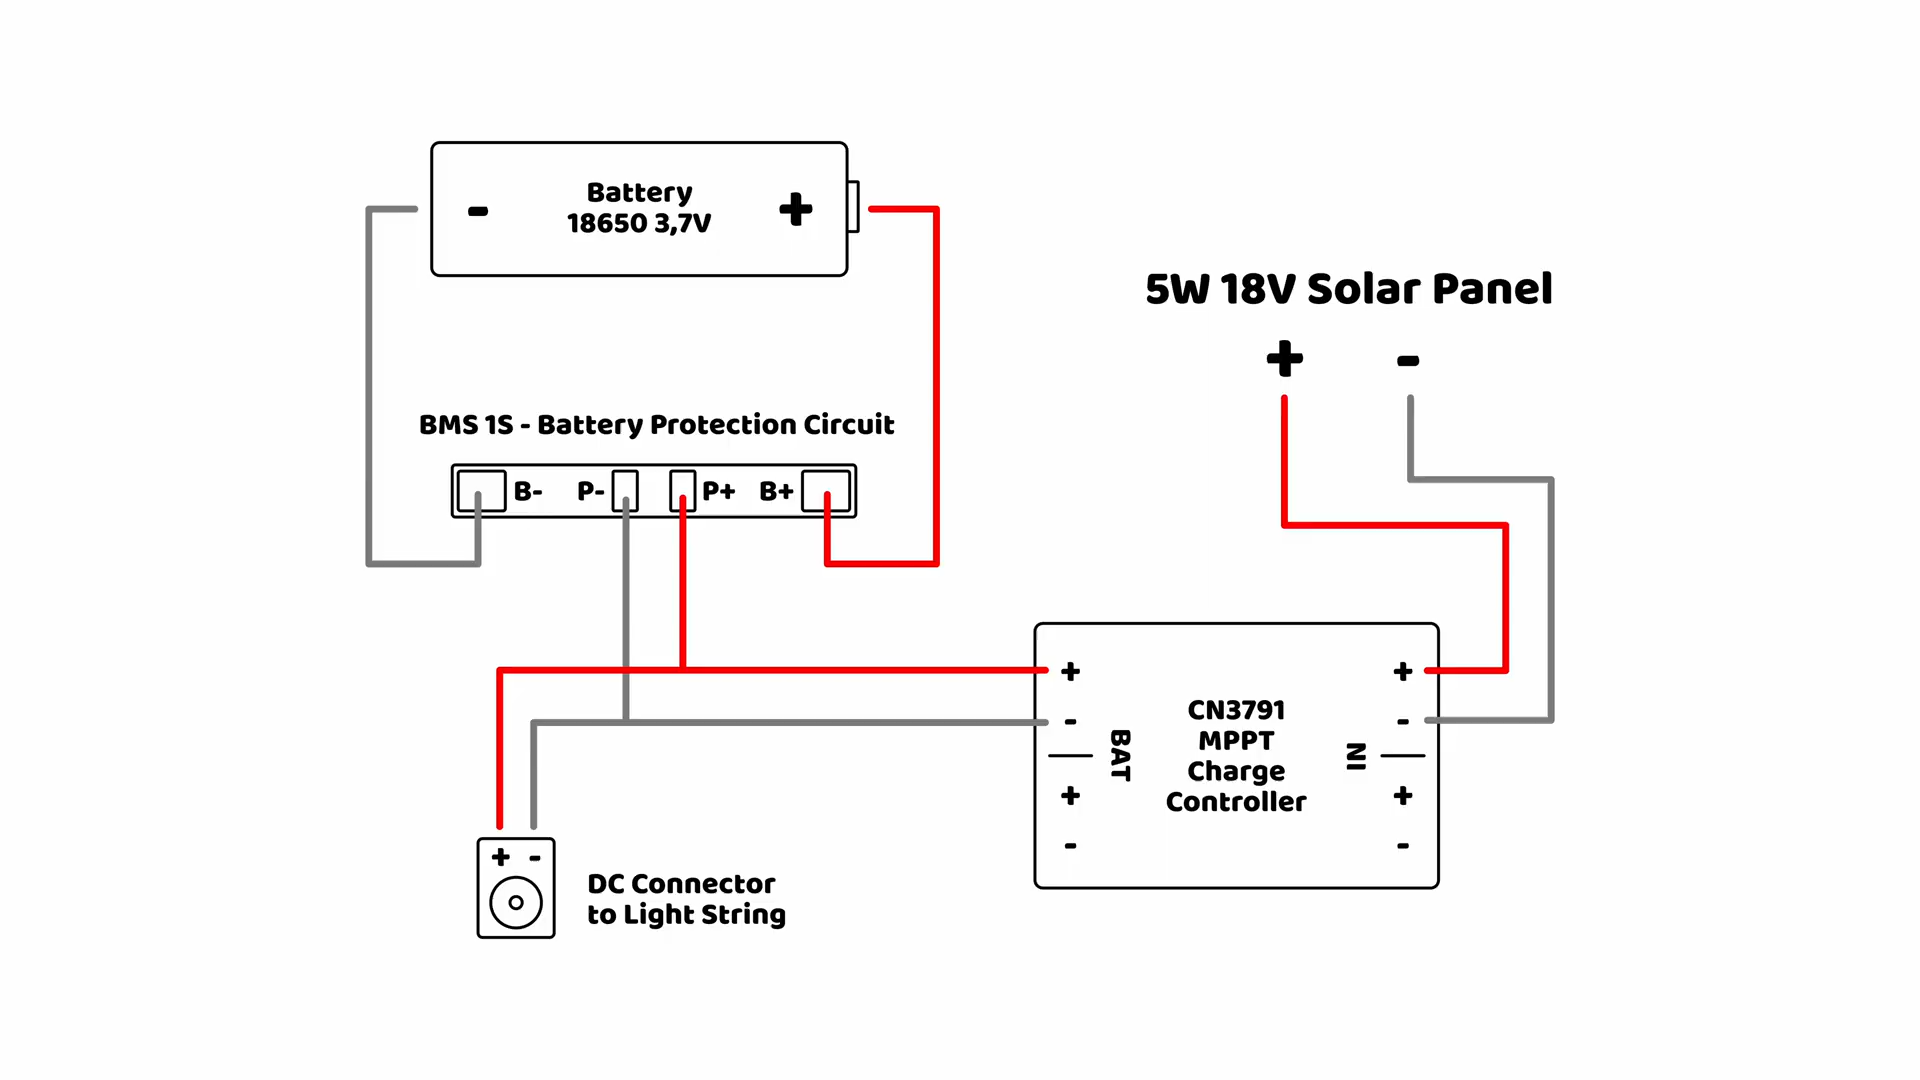 Battery
18650 3,7V
- +
5W 18V Solar Panel
+ -
BMS 1S - Battery Protection Circuit
B- P- P+ B+
+ +
- -
CN3791
MPPT
Charge
Controller
BAT
IN
+ +
- -
+ -
DC Connector
to Light String